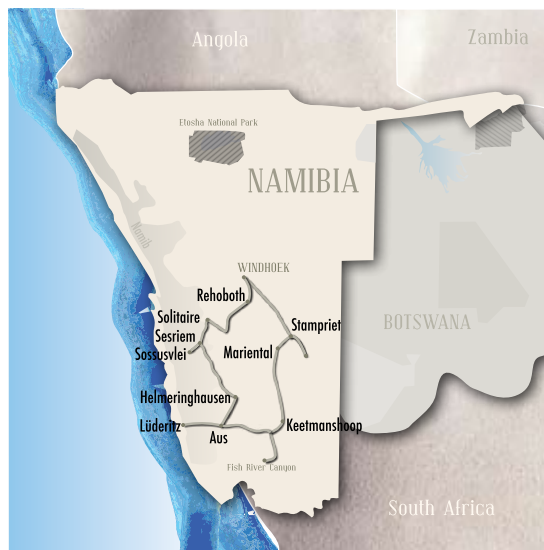 Angola
Zambia
Etosha National Park
NAMIBIA
Namib
WINDHOEK
Rehoboth
Solitaire
Stampriet
BOTSWANA
Sesriem
Sossusvlei
Mariental
Helmeringhausen
Lüderitz
Aus
Keetmanshoop
Fish River Canyon
South Africa